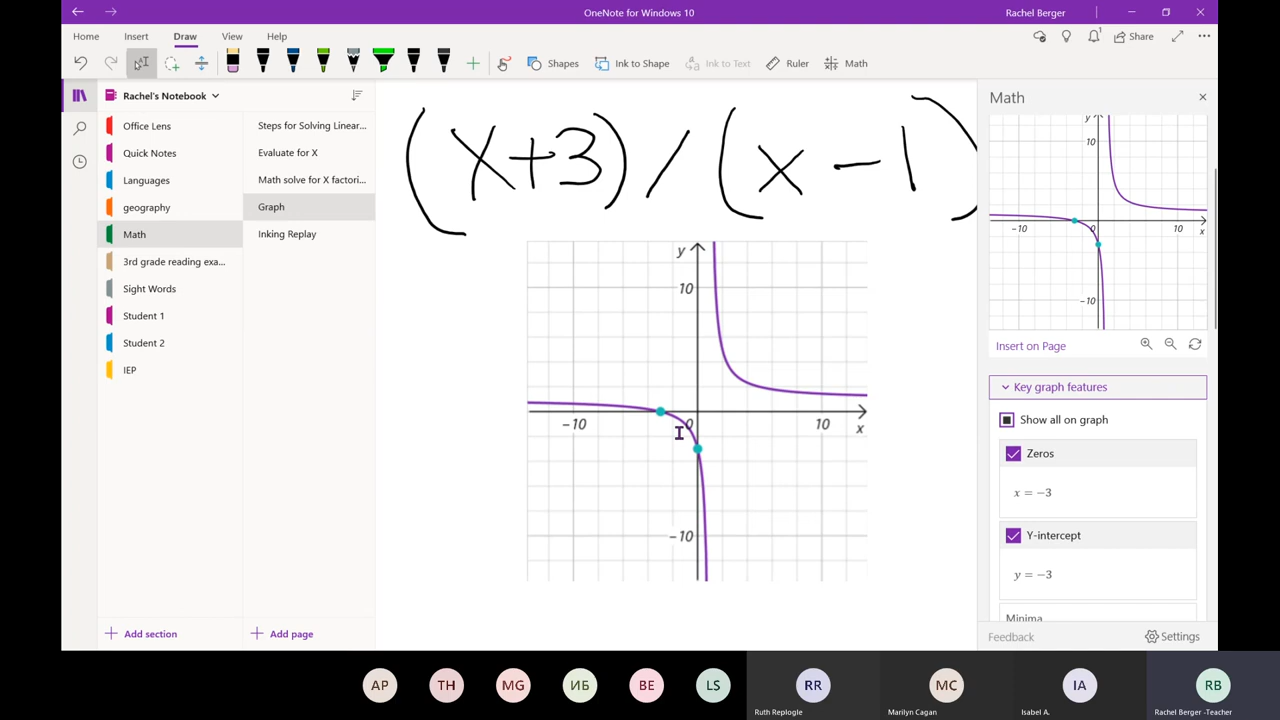 OneNote for Windows 10
Rachel Berger
Home Insert Draw View Help
Share
Shapes Ink to Shape Ink to Text Ruler Math
Rachel's Notebook
Office Lens
Quick Notes
Languages
geography
Math
3rd grade reading exa...
Sight Words
Student 1
Student 2
IEP
Add section
Steps for Solving Linear...
Evaluate for X
Math solve for X factori...
Graph
Inking Replay
Add page
(x+3)/(x-1)
y
10
-10 0 10
x
-10
Math
y
10
-10 0 10
x
-10
Insert on Page
Key graph features
Show all on graph
Zeros
x = −3
Y-intercept
y = −3
Minima
Feedback
Settings
AP TH MG ИБ BE LS RR MC IA RB
Ruth Replogle Marilyn Cagan Isabel A. Rachel Berger -Teacher